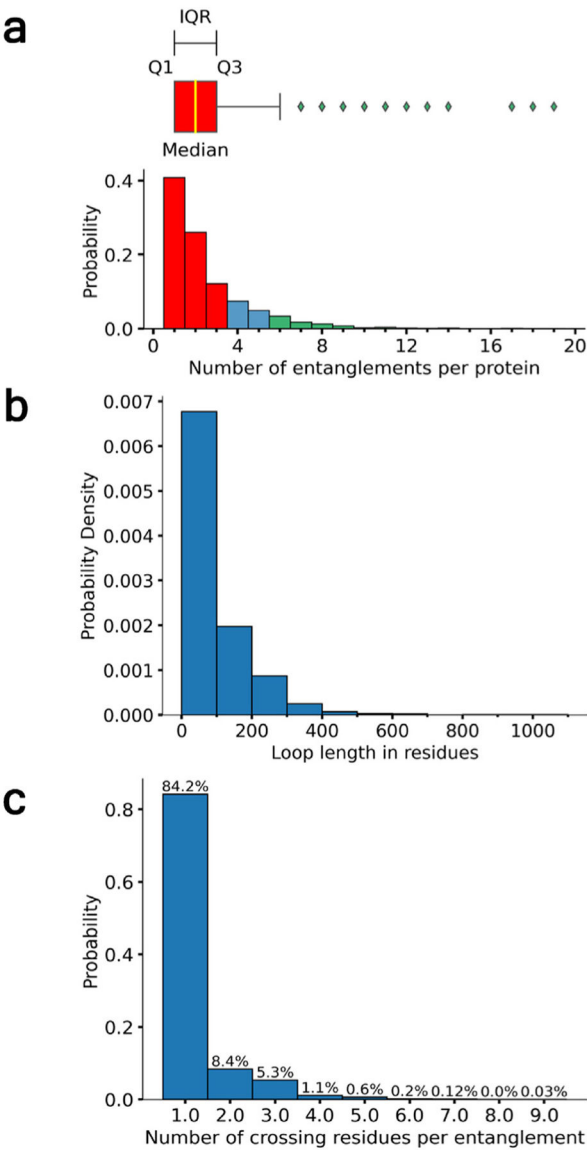 a
IQR
Q1 Q3
Median
Probability
0.4
0.2
0.0
0 4 8 12 16 20
Number of entanglements per protein
b
Probability Density
0.007
0.006
0.005
0.004
0.003
0.002
0.001
0.000
0 200 400 600 800 1000
Loop length in residues
c
Probability
0.8
0.6
0.4
0.2
0.0
84.2%
8.4% 5.3% 1.1% 0.6% 0.2% 0.12% 0.0% 0.03%
1.0 2.0 3.0 4.0 5.0 6.0 7.0 8.0 9.0
Number of crossing residues per entanglement